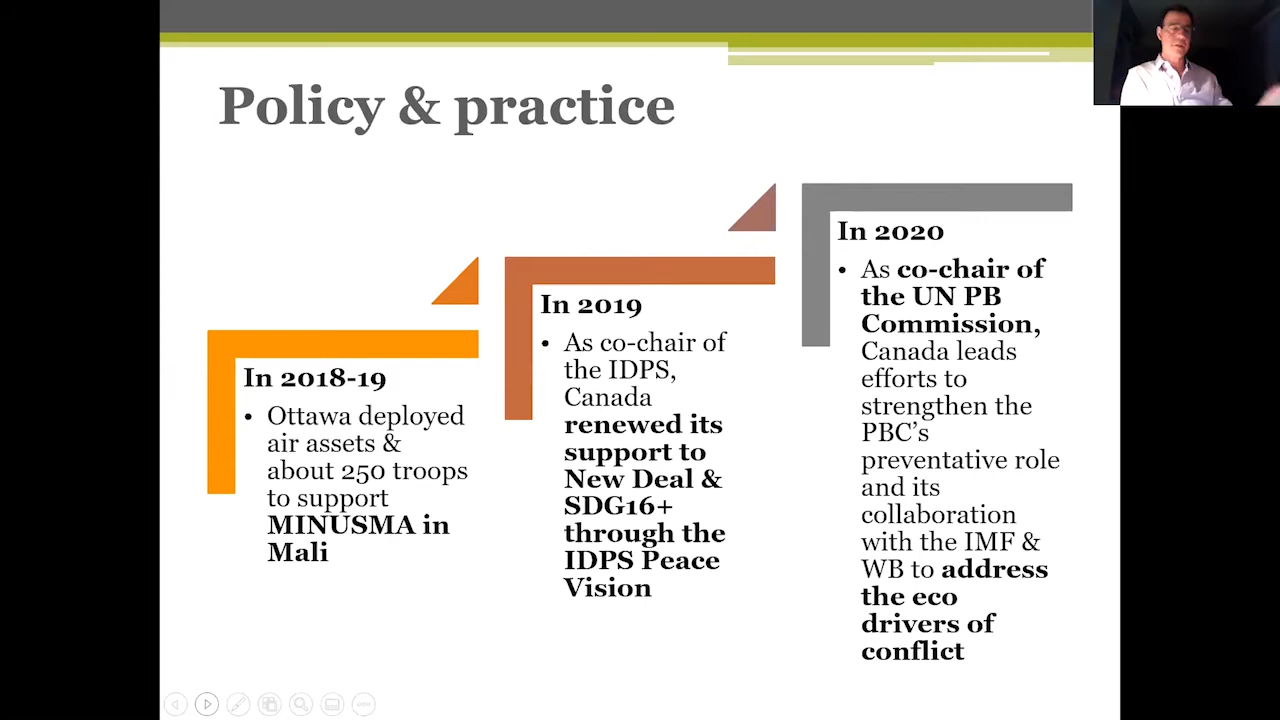 Policy & practice
In 2018-19
• Ottawa deployed
air assets &
about 250 troops
to support
MINUSMA in
Mali
In 2019
• As co-chair of
the IDPS,
Canada
renewed its
support to
New Deal &
SDG16+
through the
IDPS Peace
Vision
In 2020
• As co-chair of
the UN PB
Commission,
Canada leads
efforts to
strengthen the
PBC’s
preventative role
and its
collaboration
with the IMF &
WB to address
the eco
drivers of
conflict